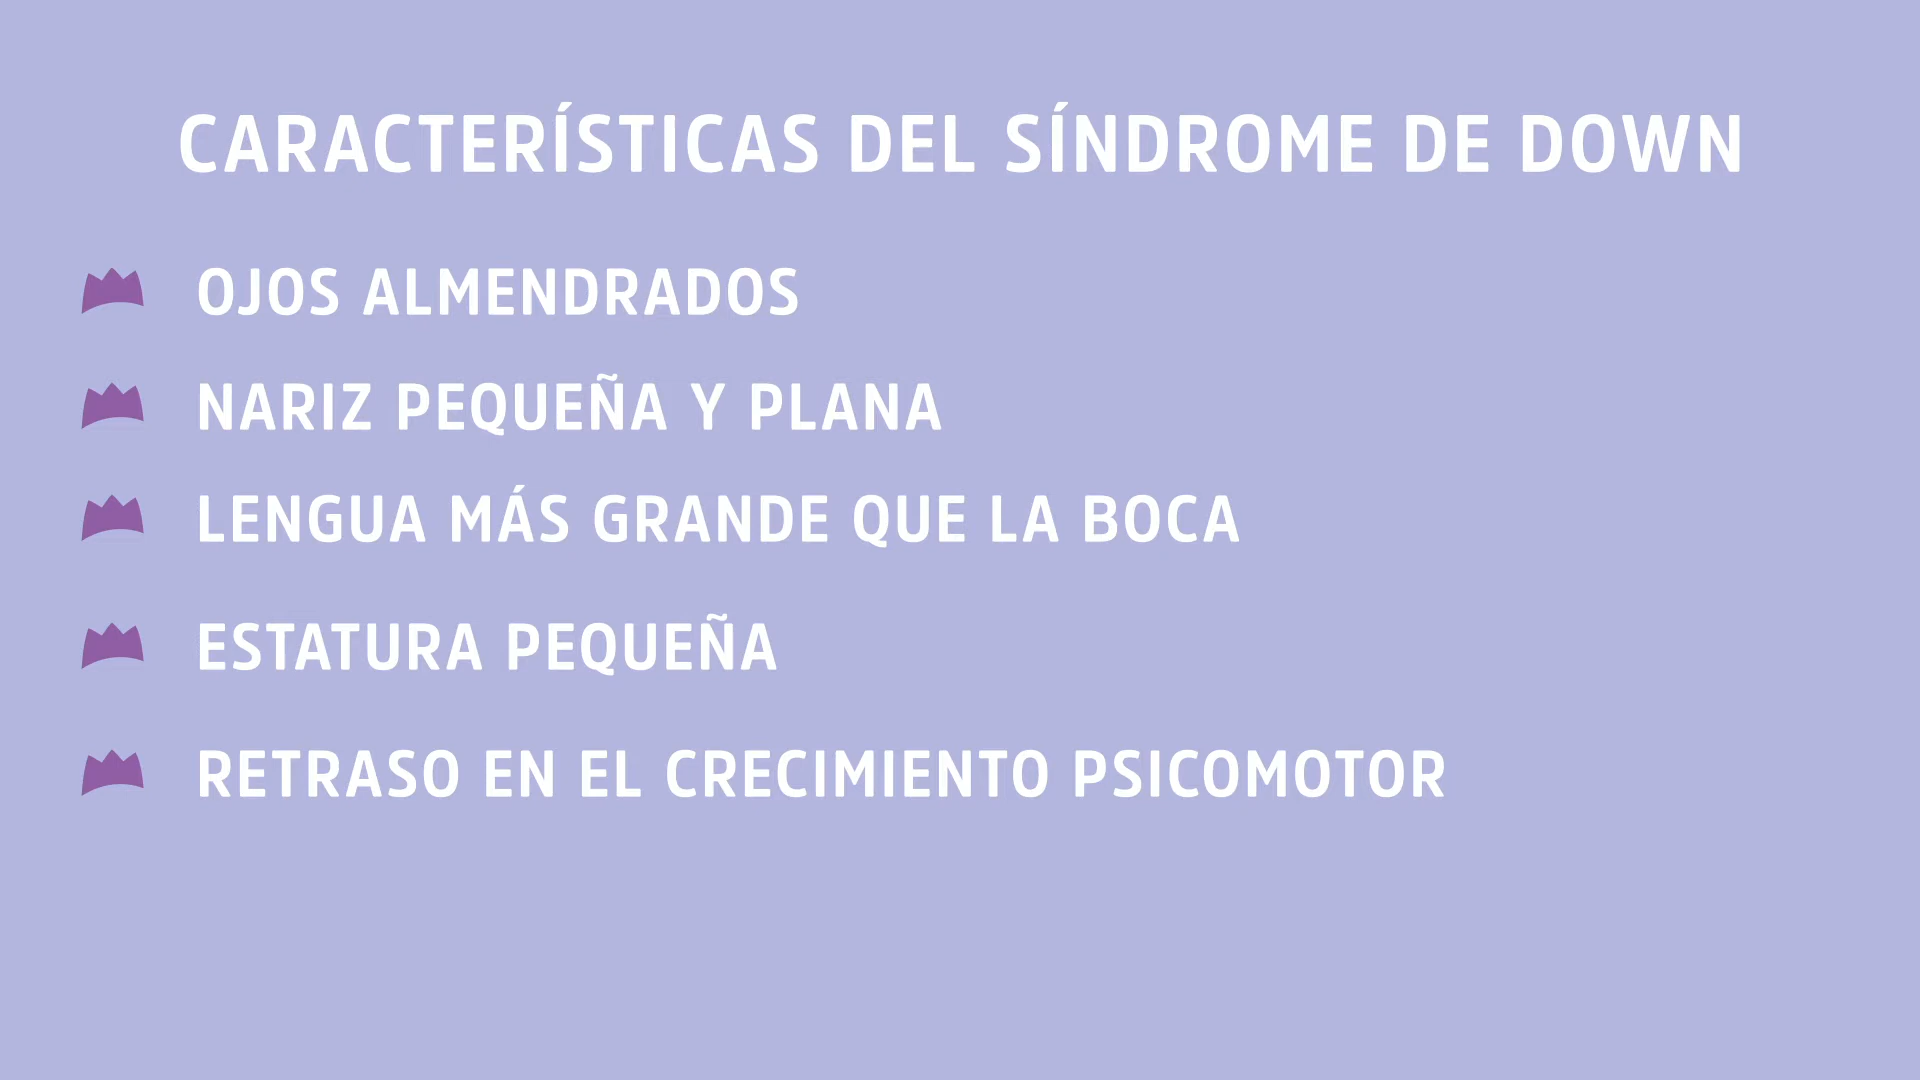 CARACTERÍSTICAS DEL SÍNDROME DE DOWN
OJOS ALMENDRADOS
NARIZ PEQUEÑA Y PLANA
LENGUA MÁS GRANDE QUE LA BOCA
ESTATURA PEQUEÑA
RETRASO EN EL CRECIMIENTO PSICOMOTOR